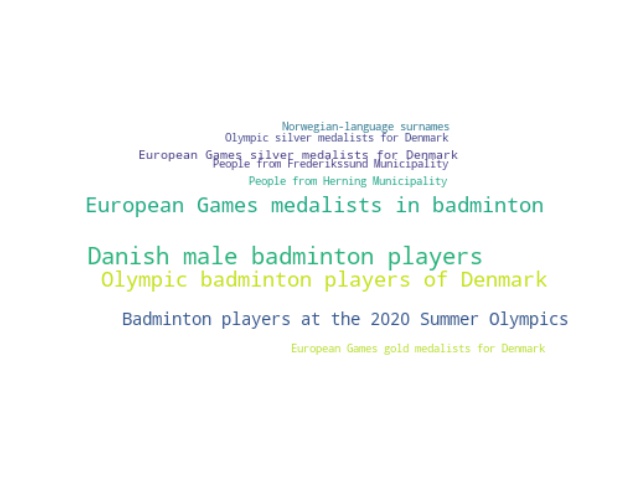 Norwegian-language surnames
Olympic silver medalists for Denmark
European Games silver medalists for Denmark
People from Frederikssund Municipality
People from Herning Municipality
European Games medalists in badminton
Danish male badminton players
Olympic badminton players of Denmark
Badminton players at the 2020 Summer Olympics
European Games gold medalists for Denmark